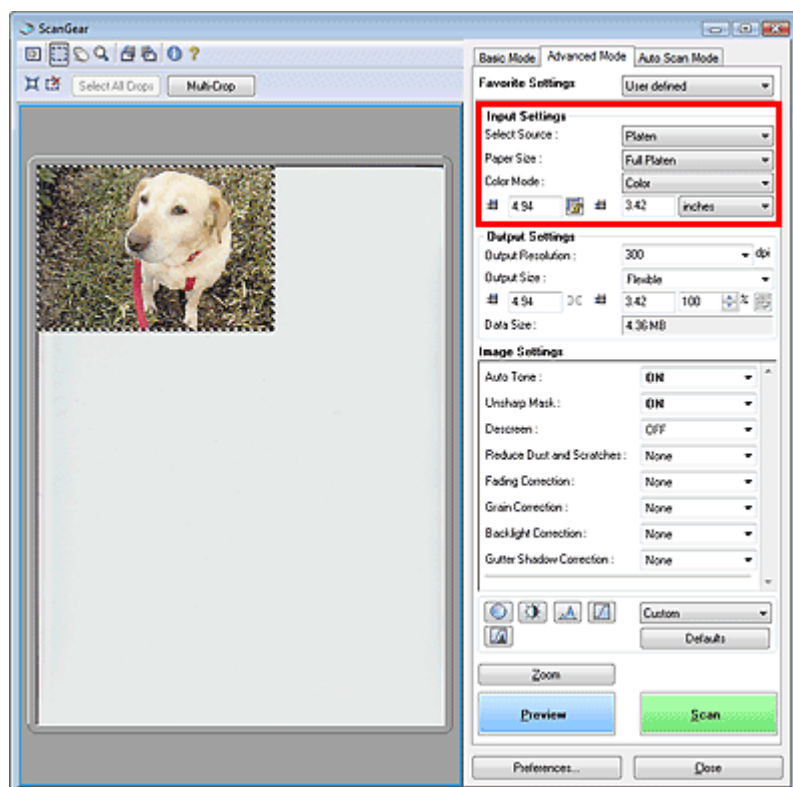 ScanGear
Basic Mode Advanced Mode Auto Scan Mode
Select All Crops Multi-Crop
Favorite Settings User defined
Input Settings
Select Source : Platen
Paper Size : Full Platen
Color Mode : Color
4.94 3.42 inches
Output Settings
Output Resolution : 300 dpi
Output Size : Flexible
4.94 3.42 100 %
Data Size : 4.36 MB
Image Settings
Auto Tone : ON
Unsharp Mask : ON
Descreen : OFF
Reduce Dust and Scratches : None
Fading Correction : None
Grain Correction : None
Backlight Correction : None
Gutter Shadow Correction : None
Custom
Defaults
Zoom
Preview Scan
Preferences... Close